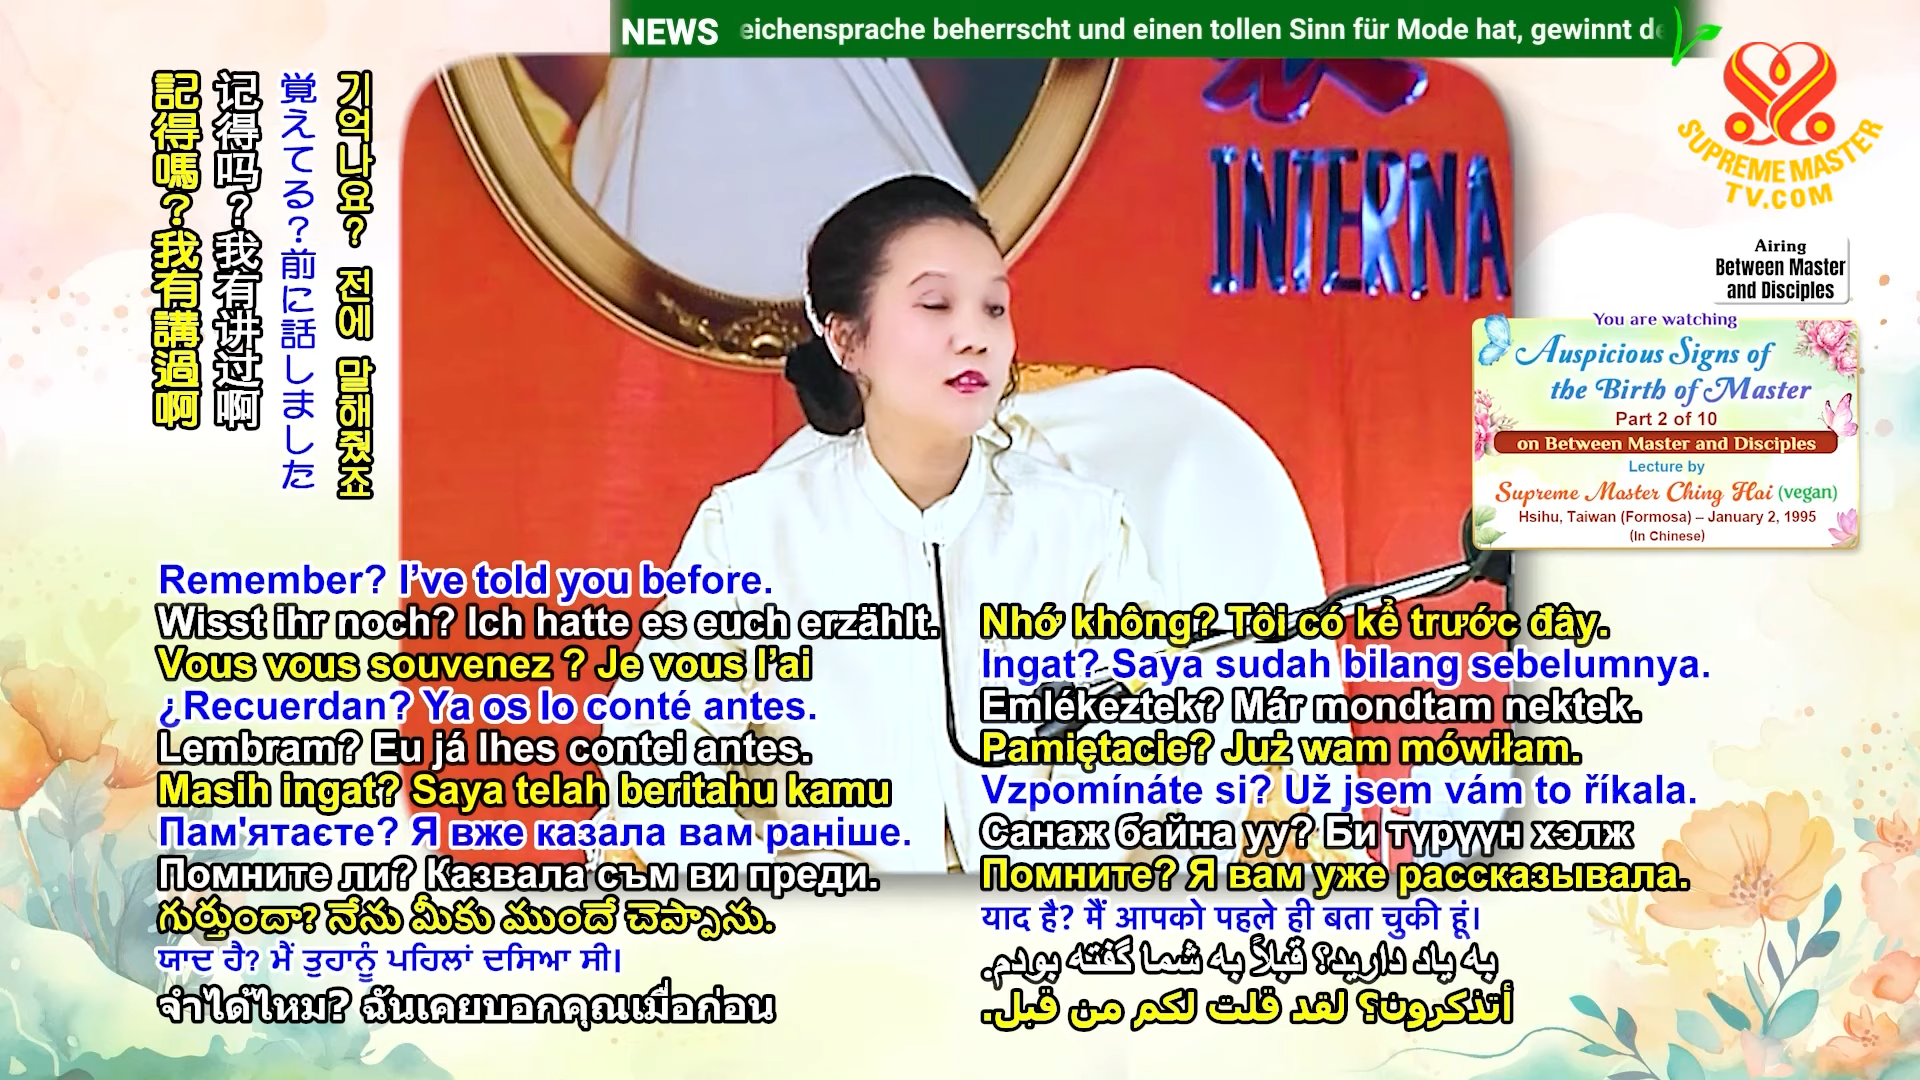 NEWS eichensprache beherrscht und einen tollen Sinn für Mode hat, gewinnt de
SUPREME MASTER
TV.COM
INTERNA
Airing
Between Master
and Disciples
You are watching
Auspicious Signs of
the Birth of Master
Part 2 of 10
on Between Master and Disciples
Lecture by
Supreme Master Ching Hai (vegan)
Hsihu, Taiwan (Formosa) – January 2, 1995
(In Chinese)
기억나요? 전에 말해줬죠
覚えてる?前に話しました
记得吗?我有讲过啊
記得嗎?我有講過啊
Remember? I’ve told you before.
Wisst ihr noch? Ich hatte es euch erzählt.
Vous vous souvenez ? Je vous l’ai
¿Recuerdan? Ya os lo conté antes.
Lembram? Eu já lhes contei antes.
Masih ingat? Saya telah beritahu kamu
Пам'ятаєте? Я вже казала вам раніше.
Помните ли? Казвала съм ви преди.
గుర్తుందా? నేను మీకు ముందే చెప్పాను.
ਯਾਦ ਹੈ? ਮੈਂ ਤੁਹਾਨੂੰ ਪਹਿਲਾਂ ਦਸਿਆ ਸੀ।
จำได้ไหม? ฉันเคยบอกคุณเมื่อก่อน
Nhớ không? Tôi có kể trước đây.
Ingat? Saya sudah bilang sebelumnya.
Emlékeztek? Már mondtam nektek.
Pamiętacie? Już wam mówiłam.
Vzpomínáte si? Už jsem vám to říkala.
Санаж байна уу? Би түрүүн хэлж
Помните? Я вам уже рассказывала.
याद है? मैं आपको पहले ही बता चुकी हूं।
به یاد دارید؟ قبلاً به شما گفته بودم.
أتذكرون؟ لقد قلت لكم من قبل.